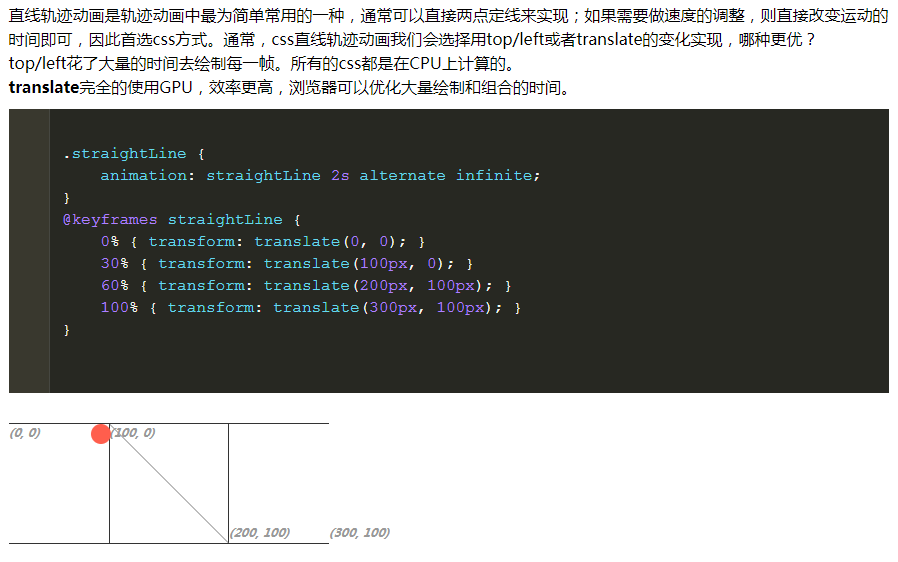 直线轨迹动画是轨迹动画中最为简单常用的一种，通常可以直接两点定线来实现；如果需要做速度的调整，则直接改变运动的
时间即可，因此首选css方式。通常，css直线轨迹动画我们会选择用top/left或者translate的变化实现，哪种更优？
top/left花了大量的时间去绘制每一帧。所有的css都是在CPU上计算的。
translate完全的使用GPU，效率更高，浏览器可以优化大量绘制和组合的时间。
.straightLine {
    animation: straightLine 2s alternate infinite;
}
@keyframes straightLine {
    0% { transform: translate(0, 0); }
    30% { transform: translate(100px, 0); }
    60% { transform: translate(200px, 100px); }
    100% { transform: translate(300px, 100px); }
}
(0, 0) (100, 0)
(200, 100) (300, 100)